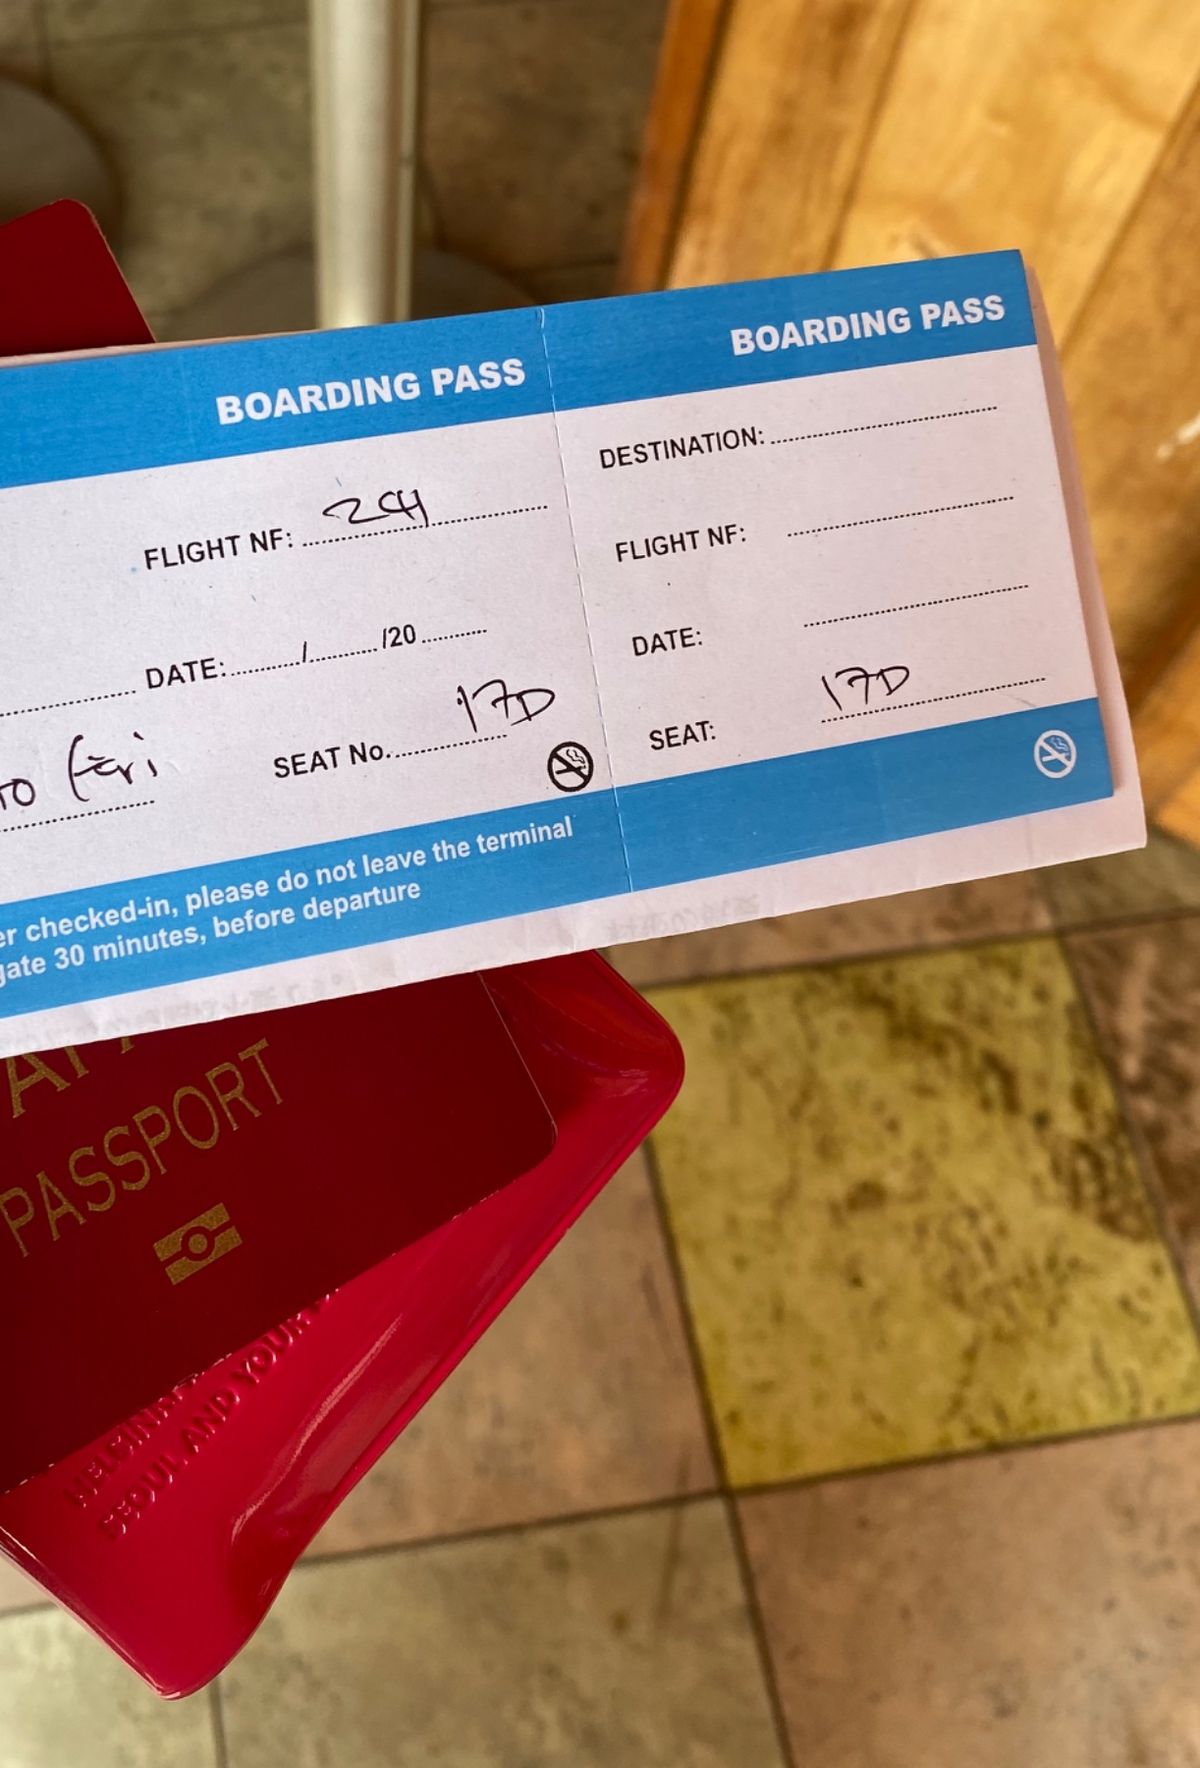 BOARDING PASS
FLIGHT NF: 241
DATE: ......./......../20........
SEAT No. 17D
er checked-in, please do not leave the terminal
gate 30 minutes, before departure
BOARDING PASS
DESTINATION:
FLIGHT NF:
DATE:
SEAT: 17D
PASSPORT
SEOUL AND YOUR